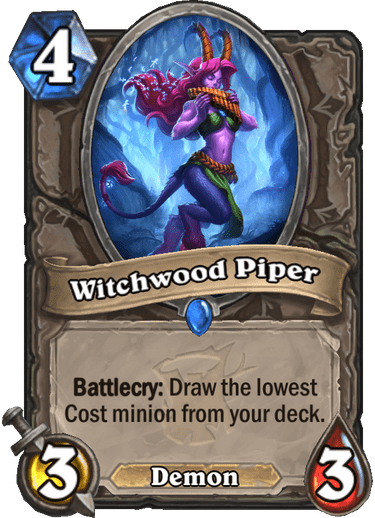 4
Witchwood Piper
Battlecry: Draw the lowest
Cost minion from your deck.
3
Demon
3